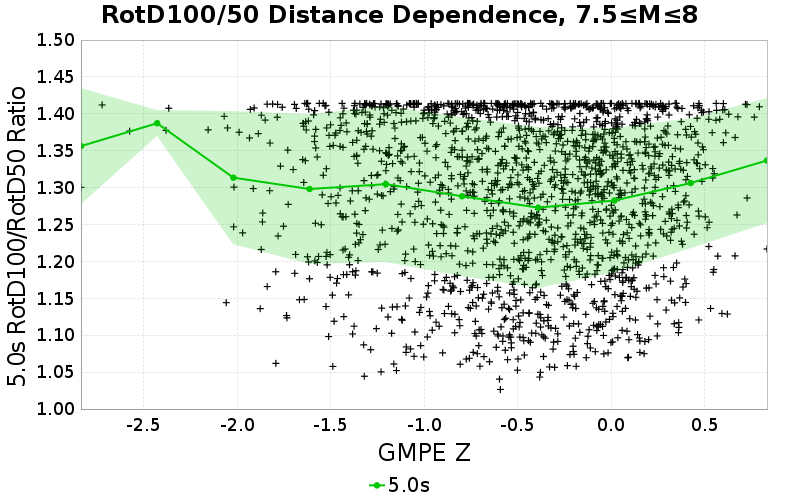 RotD100/50 Distance Dependence, 7.5≤M≤8
5.0s RotD100/RotD50 Ratio
1.50
1.45
1.40
1.35
1.30
1.25
1.20
1.15
1.10
1.05
1.00
-2.5 -2.0 -1.5 -1.0 -0.5 0.0 0.5
GMPE Z
5.0s